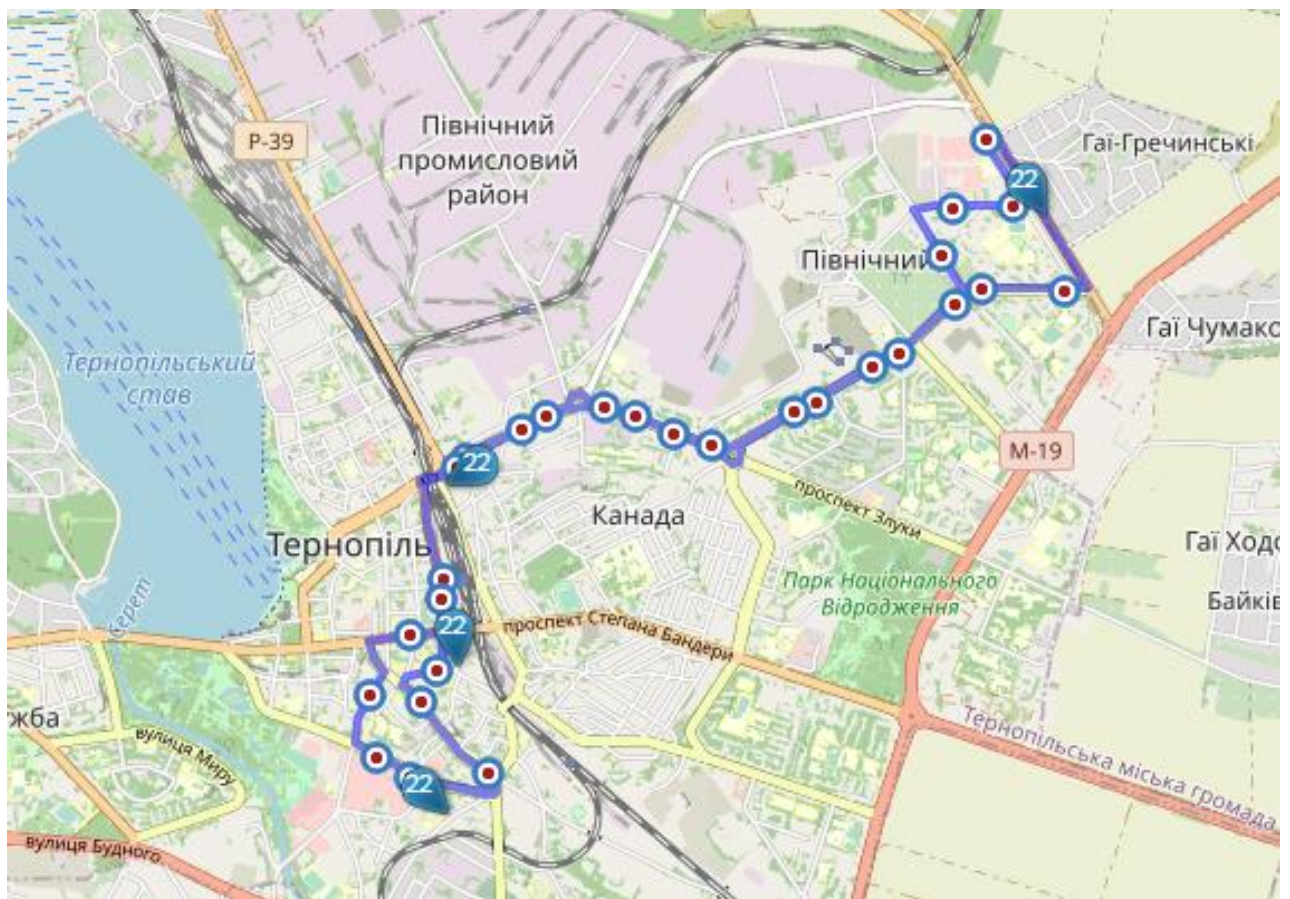 Р-39
Північний
промисловий
район
Гаї-Гречинські
22
Північний
Гаї Чумако
Тернопільський
став
М-19
22
проспект Злуки
Канада
Тернопіль
Гаї Ходо
Парк Національного
Відродження
Байків
Серет
22
проспект Степана Бандери
жба
вулиця Миру
Тернопільська міська громада
22
вулиця Будного